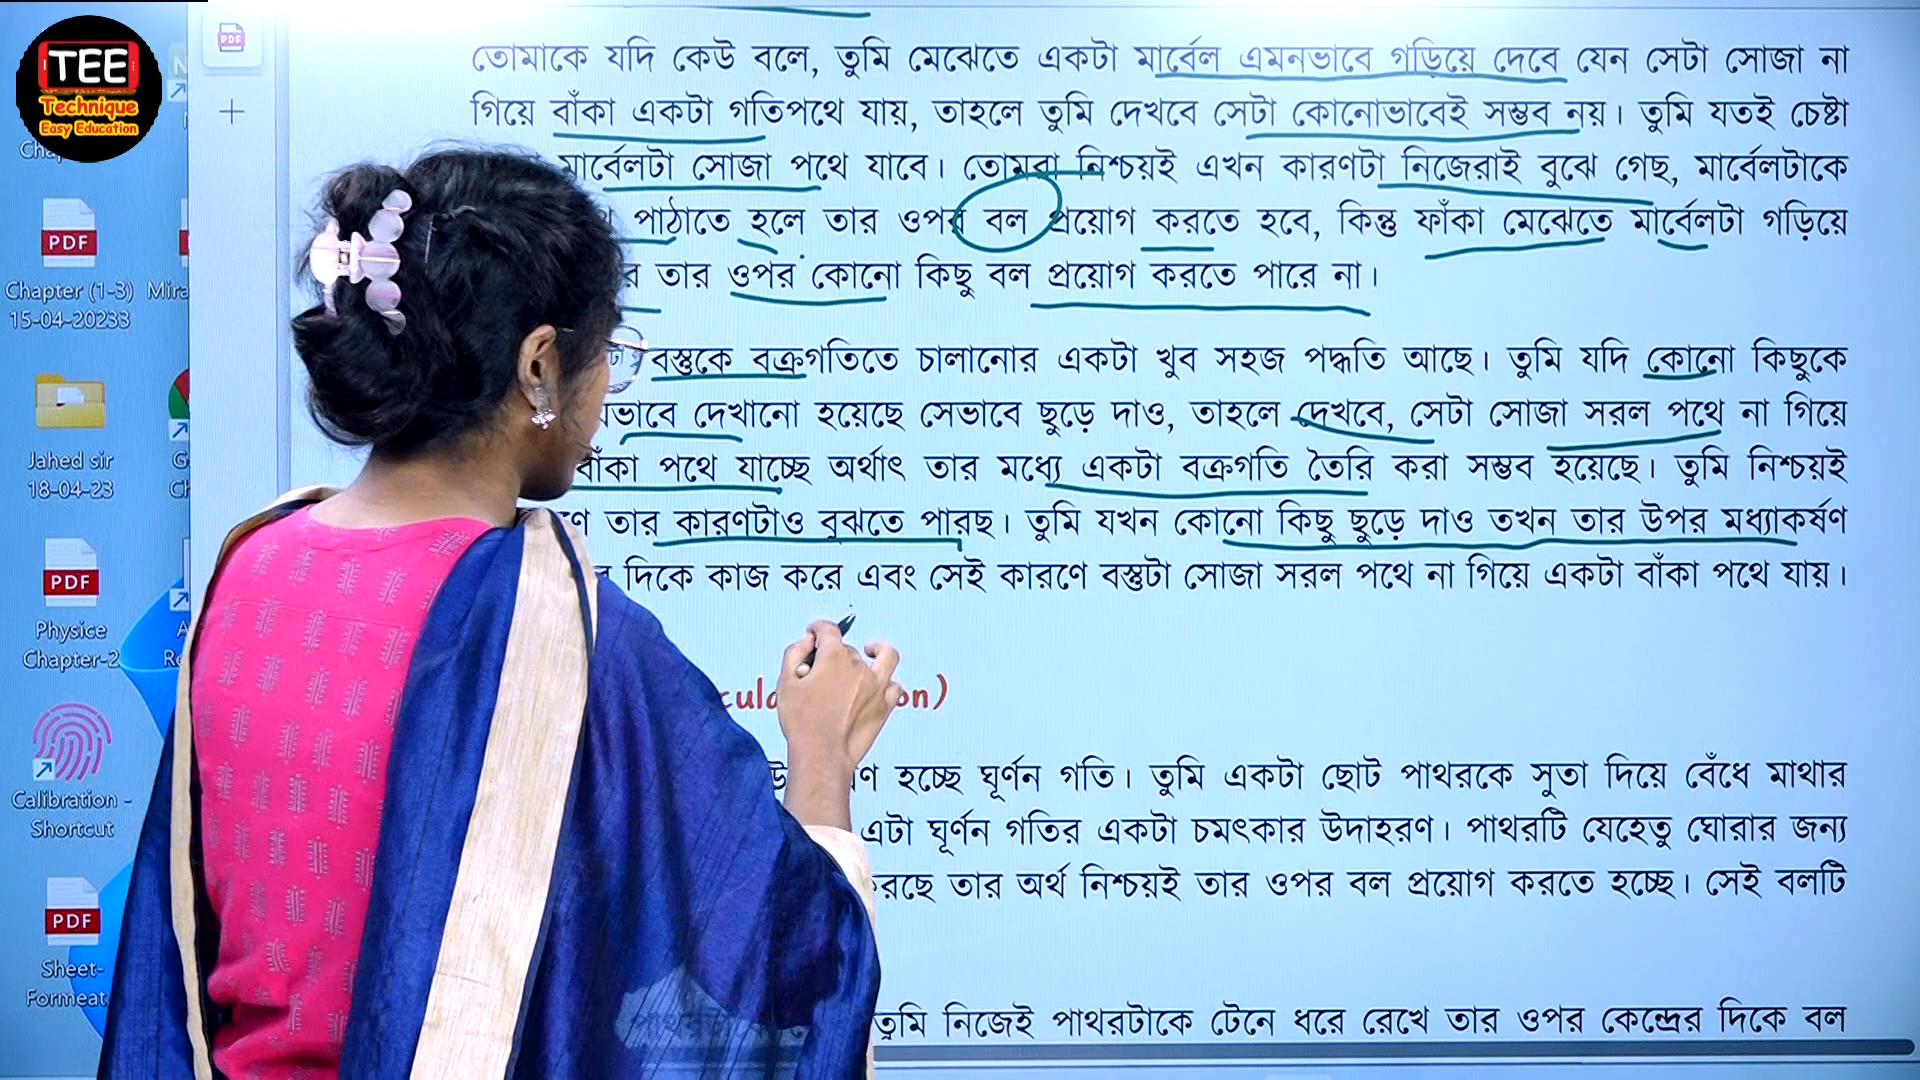 TEE
Technique
Easy Education
PDF
তোমাকে যদি কেউ বলে, তুমি মেঝেতে একটা মার্বেল এমনভাবে গড়িয়ে দেবে যেন সেটা সোজা না
গিয়ে বাঁকা একটা গতিপথে যায়, তাহলে তুমি দেখবে সেটা কোনোভাবেই সম্ভব নয়। তুমি যতই চেষ্টা
মার্বেলটা সোজা পথে যাবে। তোমরা নিশ্চয়ই এখন কারণটা নিজেরাই বুঝে গেছ, মার্বেলটাকে
পাঠাতে হলে তার ওপর বল প্রয়োগ করতে হবে, কিন্তু ফাঁকা মেঝেতে মার্বেলটা গড়িয়ে
তার ওপর কোনো কিছু বল প্রয়োগ করতে পারে না।
বস্তুকে বক্রগতিতে চালানোর একটা খুব সহজ পদ্ধতি আছে। তুমি যদি কোনো কিছুকে
দেখানো হয়েছে সেভাবে ছুড়ে দাও, তাহলে দেখবে, সেটা সোজা সরল পথে না গিয়ে
বাঁকা পথে যাচ্ছে অর্থাৎ তার মধ্যে একটা বক্রগতি তৈরি করা সম্ভব হয়েছে। তুমি নিশ্চয়ই
তার কারণটাও বুঝতে পারছ। তুমি যখন কোনো কিছু ছুড়ে দাও তখন তার উপর মধ্যাকর্ষণ
দিকে কাজ করে এবং সেই কারণে বস্তুটা সোজা সরল পথে না গিয়ে একটা বাঁকা পথে যায়।
হচ্ছে ঘূর্ণন গতি। তুমি একটা ছোট পাথরকে সুতা দিয়ে বেঁধে মাথার
এটা ঘূর্ণন গতির একটা চমৎকার উদাহরণ। পাথরটি যেহেতু ঘোরার জন্য
তার অর্থ নিশ্চয়ই তার ওপর বল প্রয়োগ করতে হচ্ছে। সেই বলটি
তুমি নিজেই পাথরটাকে টেনে ধরে রেখে তার ওপর কেন্দ্রের দিকে বল
PDF
Chapter (1-3)
15-04-20233
Jahed sir
18-04-23
PDF
Physice
Chapter-2
Calibration -
Shortcut
PDF
Sheet-
Formeat